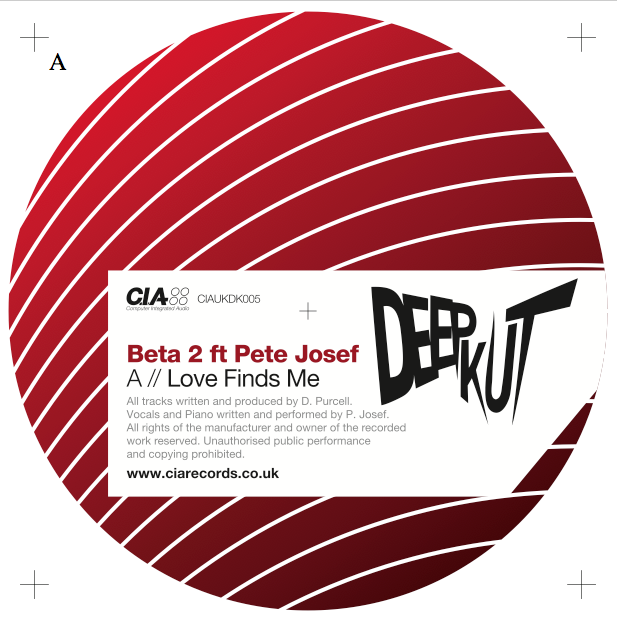 A
C.I.A
Computer Integrated Audio
CIAUKDK005
DEEP KUT
Beta 2 ft Pete Josef
A // Love Finds Me
All tracks written and produced by D. Purcell.
Vocals and Piano written and performed by P. Josef.
All rights of the manufacturer and owner of the recorded
work reserved. Unauthorised public performance
and copying prohibited.
www.ciarecords.co.uk